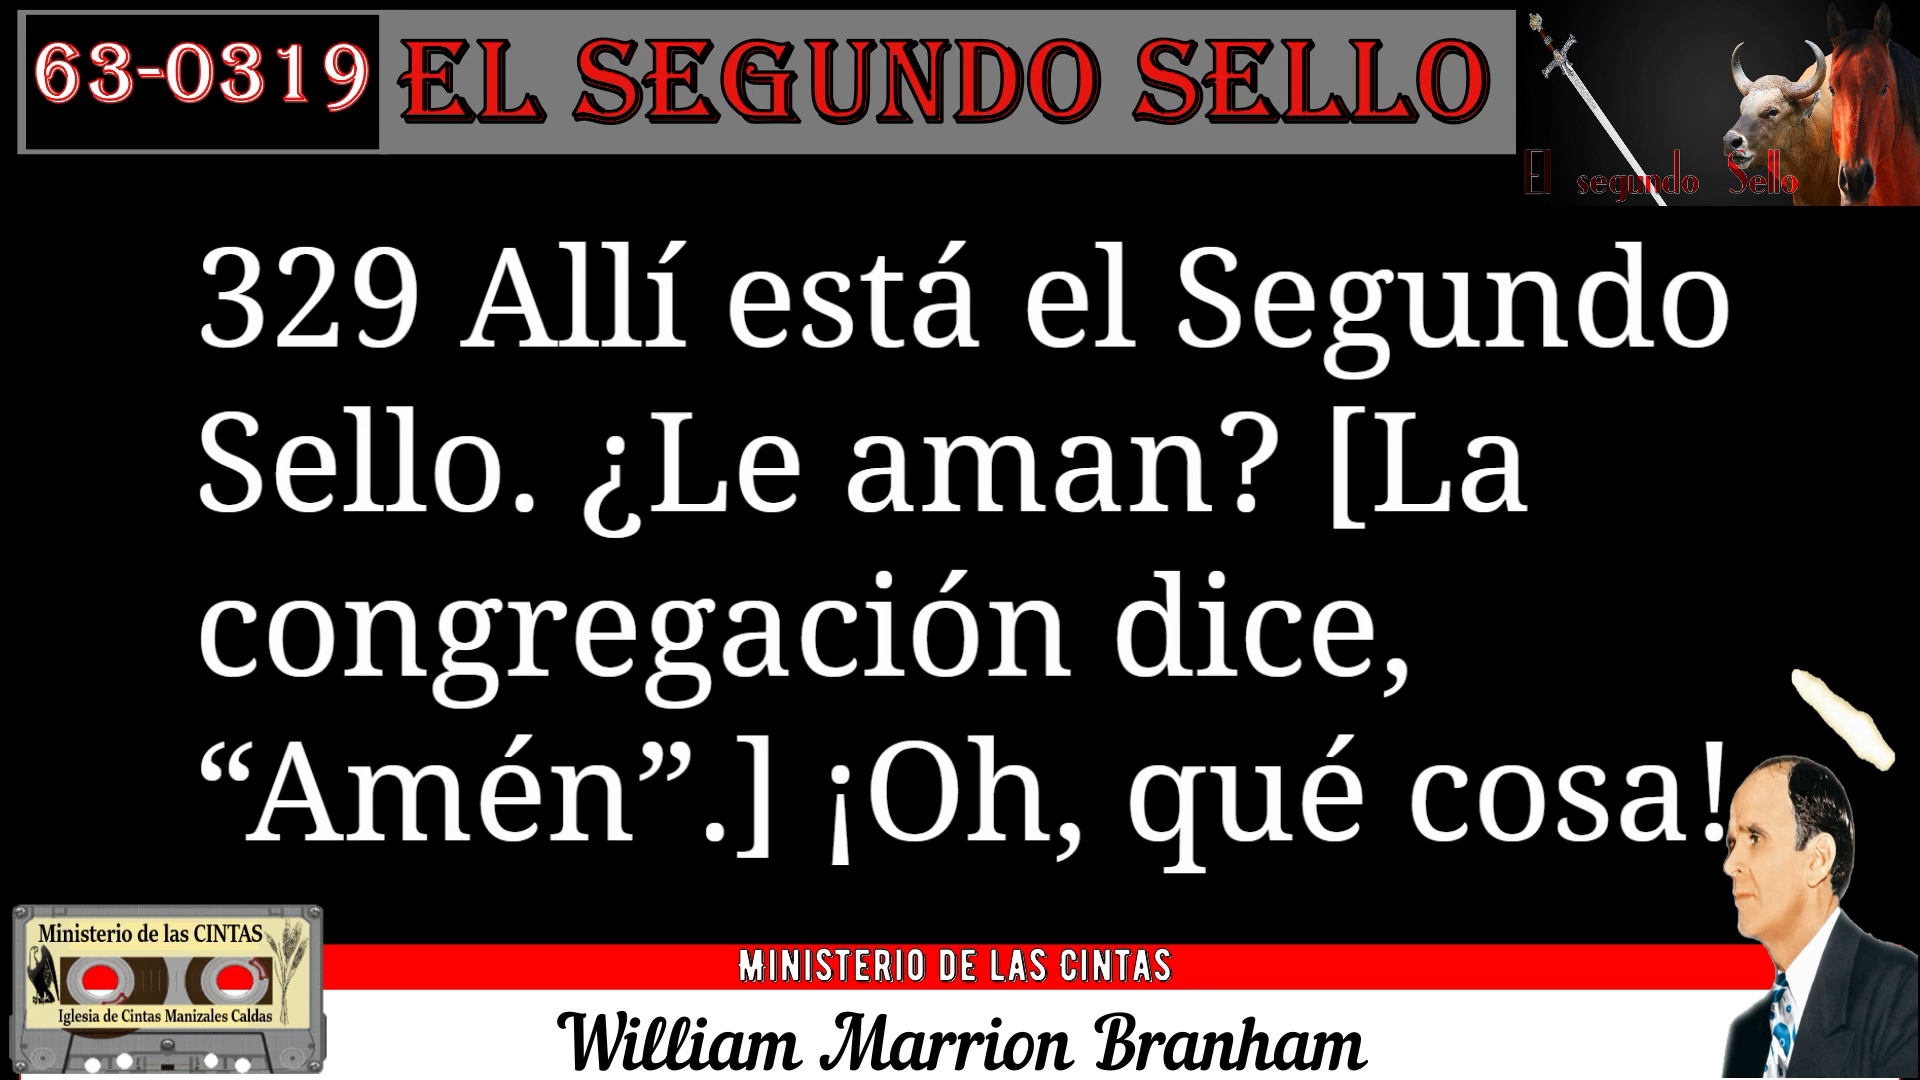 63-0319
EL SEGUNDO SELLO
El segundo Sello
329 Allí está el Segundo
Sello. ¿Le aman? [La
congregación dice,
“Amén”.] ¡Oh, qué cosa!
Ministerio de las CINTAS
Iglesia de Cintas Manizales Caldas
MINISTERIO DE LAS CINTAS
William Marrion Branham